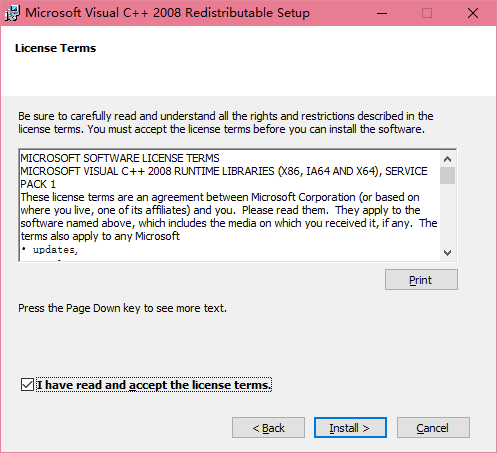 Microsoft Visual C++ 2008 Redistributable Setup
License Terms
Be sure to carefully read and understand all the rights and restrictions described in the
license terms. You must accept the license terms before you can install the software.
MICROSOFT SOFTWARE LICENSE TERMS
MICROSOFT VISUAL C++ 2008 RUNTIME LIBRARIES (X86, IA64 AND X64), SERVICE
PACK 1
These license terms are an agreement between Microsoft Corporation (or based on
where you live, one of its affiliates) and you.  Please read them.  They apply to the
software named above, which includes the media on which you received it, if any.  The
terms also apply to any Microsoft
• updates,
Print
Press the Page Down key to see more text.
I have read and accept the license terms.
< Back
Install >
Cancel